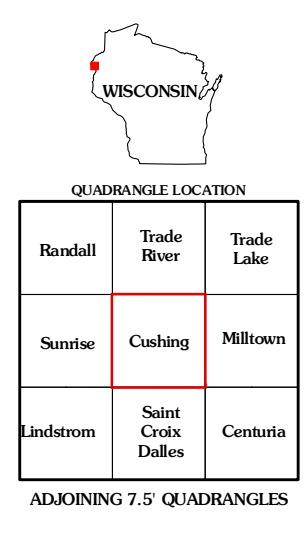 WISCONSIN
QUADRANGLE LOCATION
Randall
Trade
River
Trade
Lake
Sunrise
Cushing
Milltown
Lindstrom
Saint
Croix
Dalles
Centuria
ADJOINING 7.5' QUADRANGLES